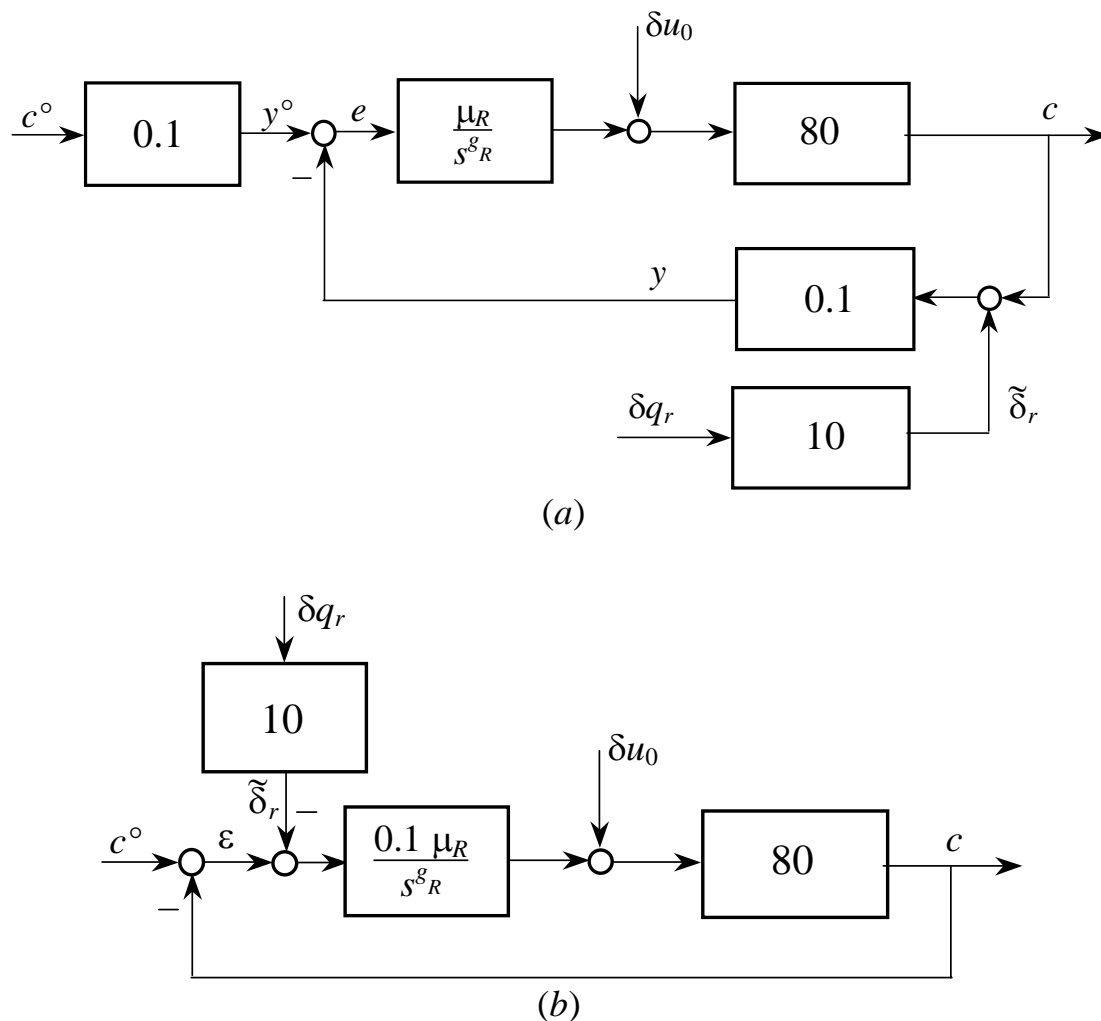 δu₀
c° 0.1 y° e μ_R / s^g_R 80 c
−
y 0.1
δq_r 10 δ̃_r
(a)
δq_r
10
δu₀
δ̃_r −
c° ε 0.1 μ_R / s^g_R 80 c
−
(b)